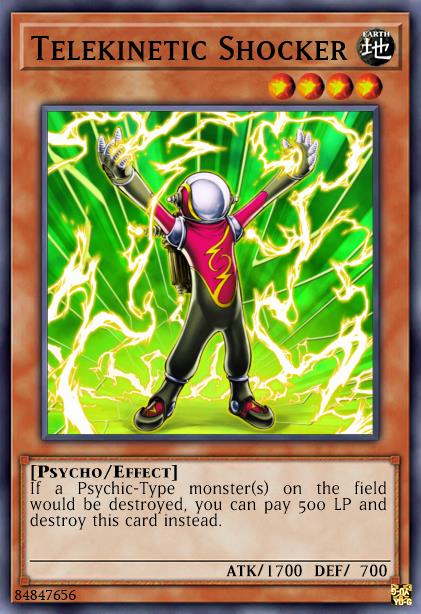 Telekinetic Shocker
EARTH
地
[Psycho/Effect]
If a Psychic-Type monster(s) on the field
would be destroyed, you can pay 500 LP and
destroy this card instead.
ATK/1700 DEF/ 700
84847656